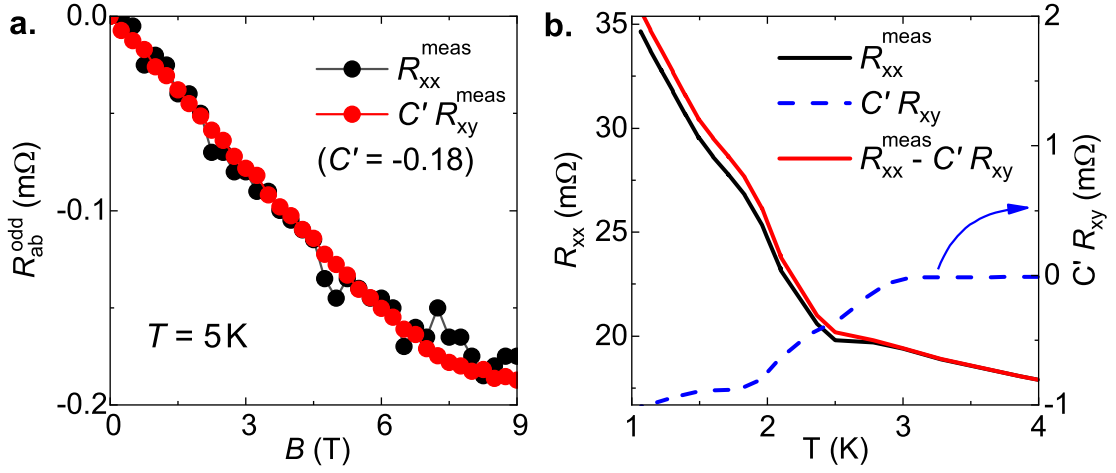 a.
0.0
-0.1
-0.2
R_ab^odd (mΩ)
R_xx^meas
C' R_xy^meas
(C' = -0.18)
T = 5K
0 3 6 9
B (T)
b.
35
30
25
20
R_xx (mΩ)
R_xx^meas
C' R_xy
R_xx^meas - C' R_xy
2
1
0
-1
C' R_xy (mΩ)
1 2 3 4
T (K)